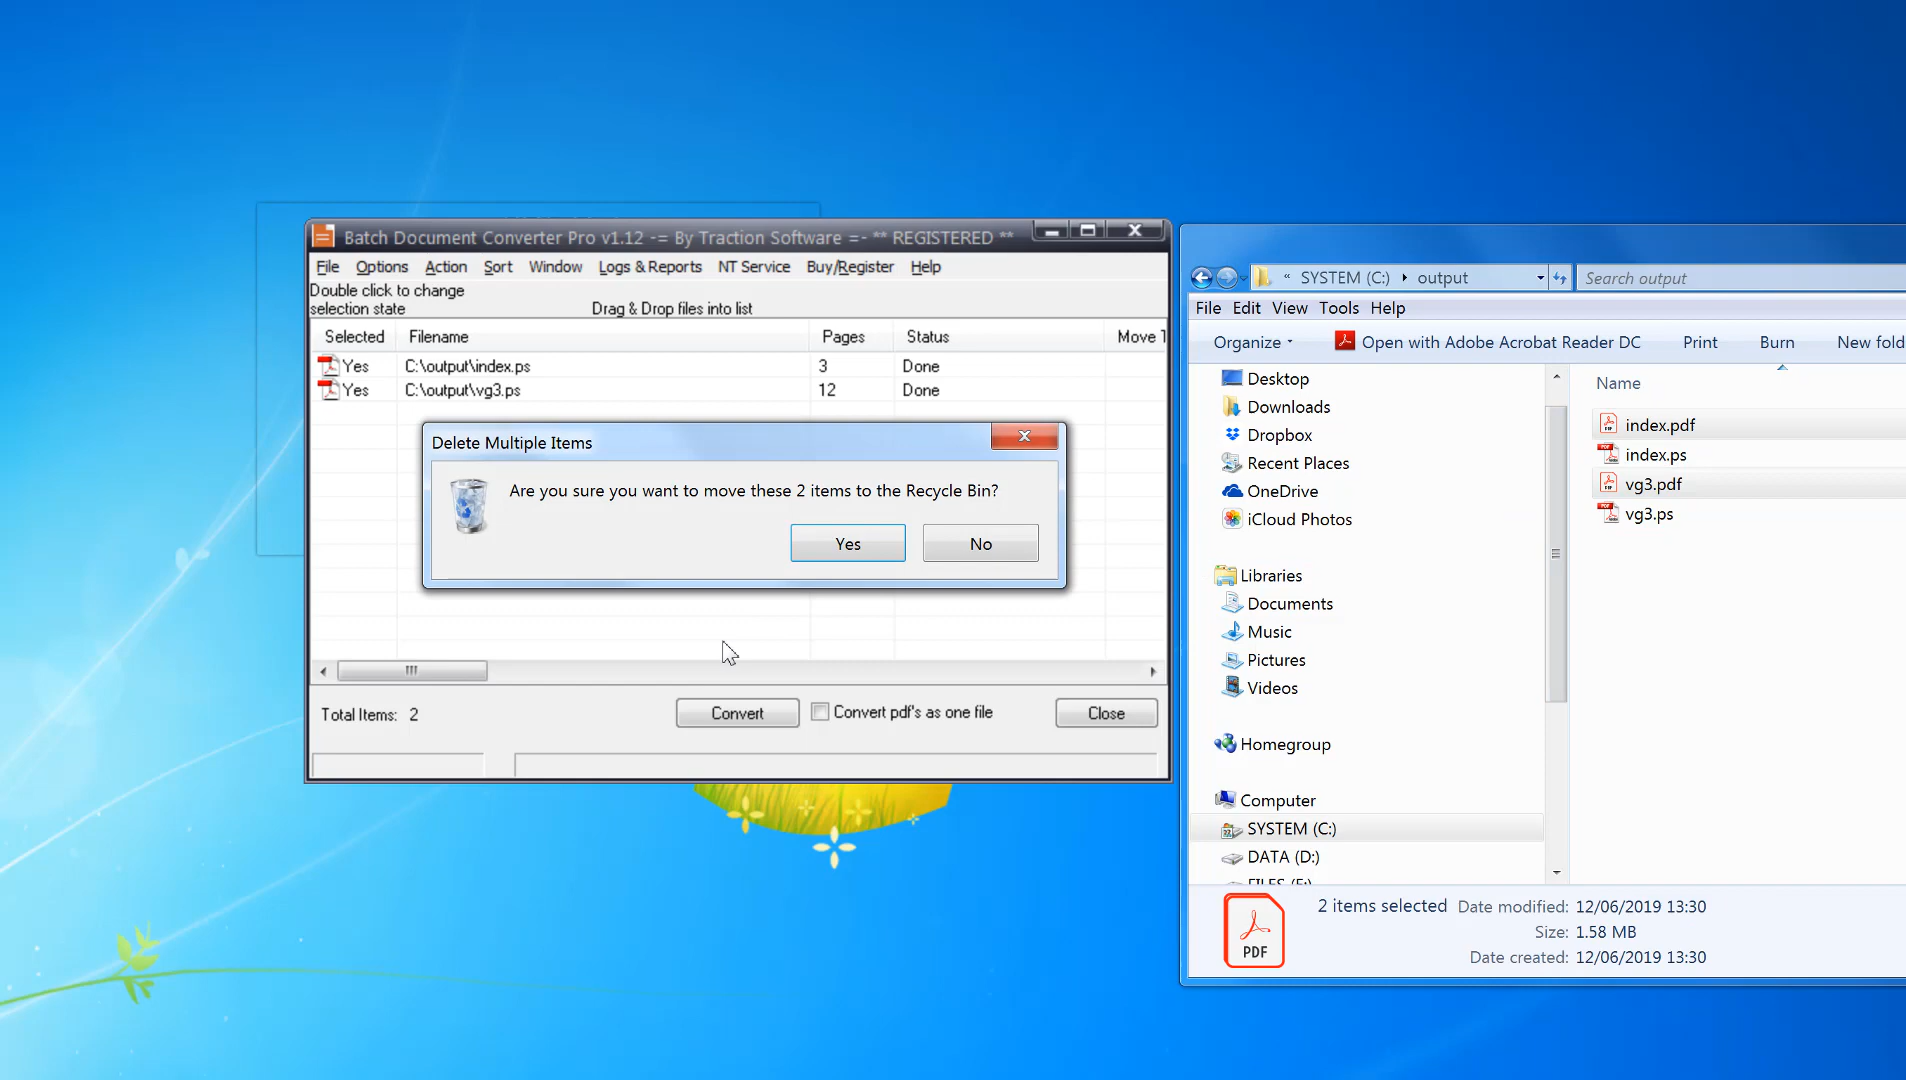 Batch Document Converter Pro v1.12 -= By Traction Software =- ** REGISTERED **
File Options Action Sort Window Logs & Reports NT Service Buy/Register Help
Double click to change
selection state
Drag & Drop files into list
Selected Filename Pages Status Move T
Yes C:\output\index.ps 3 Done
Yes C:\output\vg3.ps 12 Done
Delete Multiple Items
Are you sure you want to move these 2 items to the Recycle Bin?
Yes No
Total Items: 2
Convert
Convert pdf's as one file
Close
« SYSTEM (C:) output
Search output
File Edit View Tools Help
Organize Open with Adobe Acrobat Reader DC Print Burn New fold
Desktop
Downloads
Dropbox
Recent Places
OneDrive
iCloud Photos
Libraries
Documents
Music
Pictures
Videos
Homegroup
Computer
SYSTEM (C:)
DATA (D:)
Name
index.pdf
index.ps
vg3.pdf
vg3.ps
PDF
2 items selected Date modified: 12/06/2019 13:30
Size: 1.58 MB
Date created: 12/06/2019 13:30